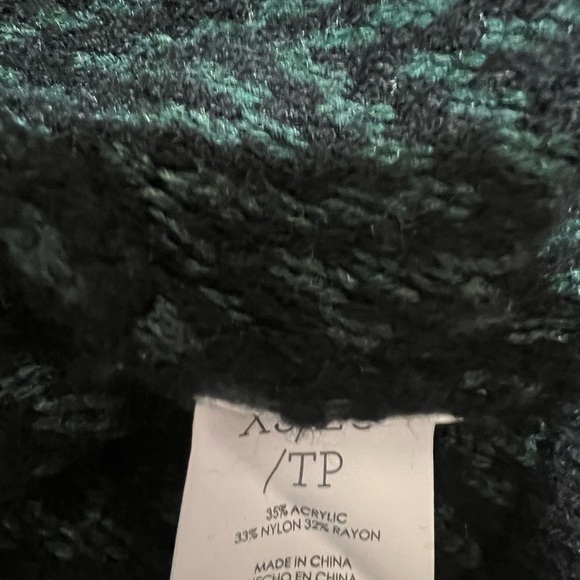 /TP
35% ACRYLIC
33% NYLON 32% RAYON
MADE IN CHINA
HECHO EN CHINA